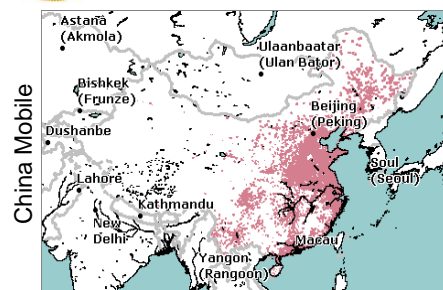 China Mobile
Astana
(Akmola)
Ulaanbaatar
(Ulan Bator)
Bishkek
(Frunze)
Beijing
(Peking)
Dushanbe
Soul
(Seoul)
Lahore
Kathmandu
New
Delhi
Macau
Yangon
(Rangoon)